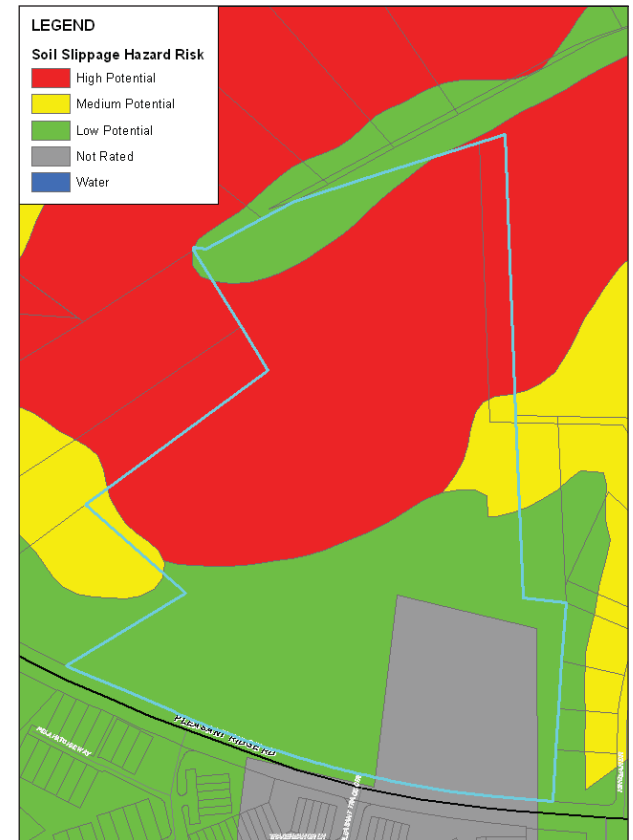 LEGEND
Soil Slippage Hazard Risk
High Potential
Medium Potential
Low Potential
Not Rated
Water
PLEASANT RIDGE RD